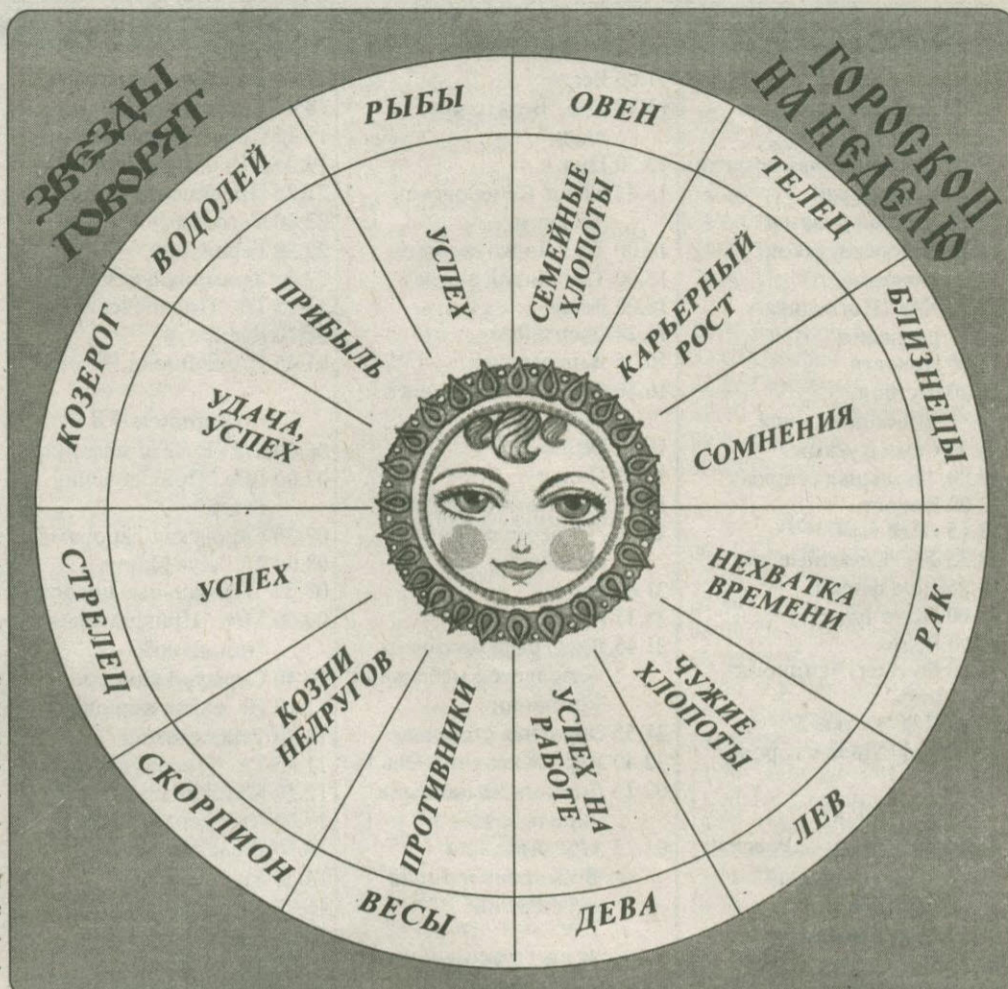 ЗВЕЗДЫ
ГОВОРЯТ
ГОРОСКОП
НА НЕДЕЛЮ
ОВЕН
СЕМЕЙНЫЕ
ХЛОПОТЫ
ТЕЛЕЦ
КАРЬЕРНЫЙ
РОСТ
БЛИЗНЕЦЫ
СОМНЕНИЯ
РАК
НЕХВАТКА
ВРЕМЕНИ
ЛЕВ
ЧУЖИЕ
ХЛОПОТЫ
ДЕВА
УСПЕХ НА
РАБОТЕ
ВЕСЫ
ПРОТИВНИКИ
СКОРПИОН
КОЗНИ
НЕДРУГОВ
СТРЕЛЕЦ
УСПЕХ
КОЗЕРОГ
УДАЧА,
УСПЕХ
ВОДОЛЕЙ
ПРИБЫЛЬ
РЫБЫ
УСПЕХ